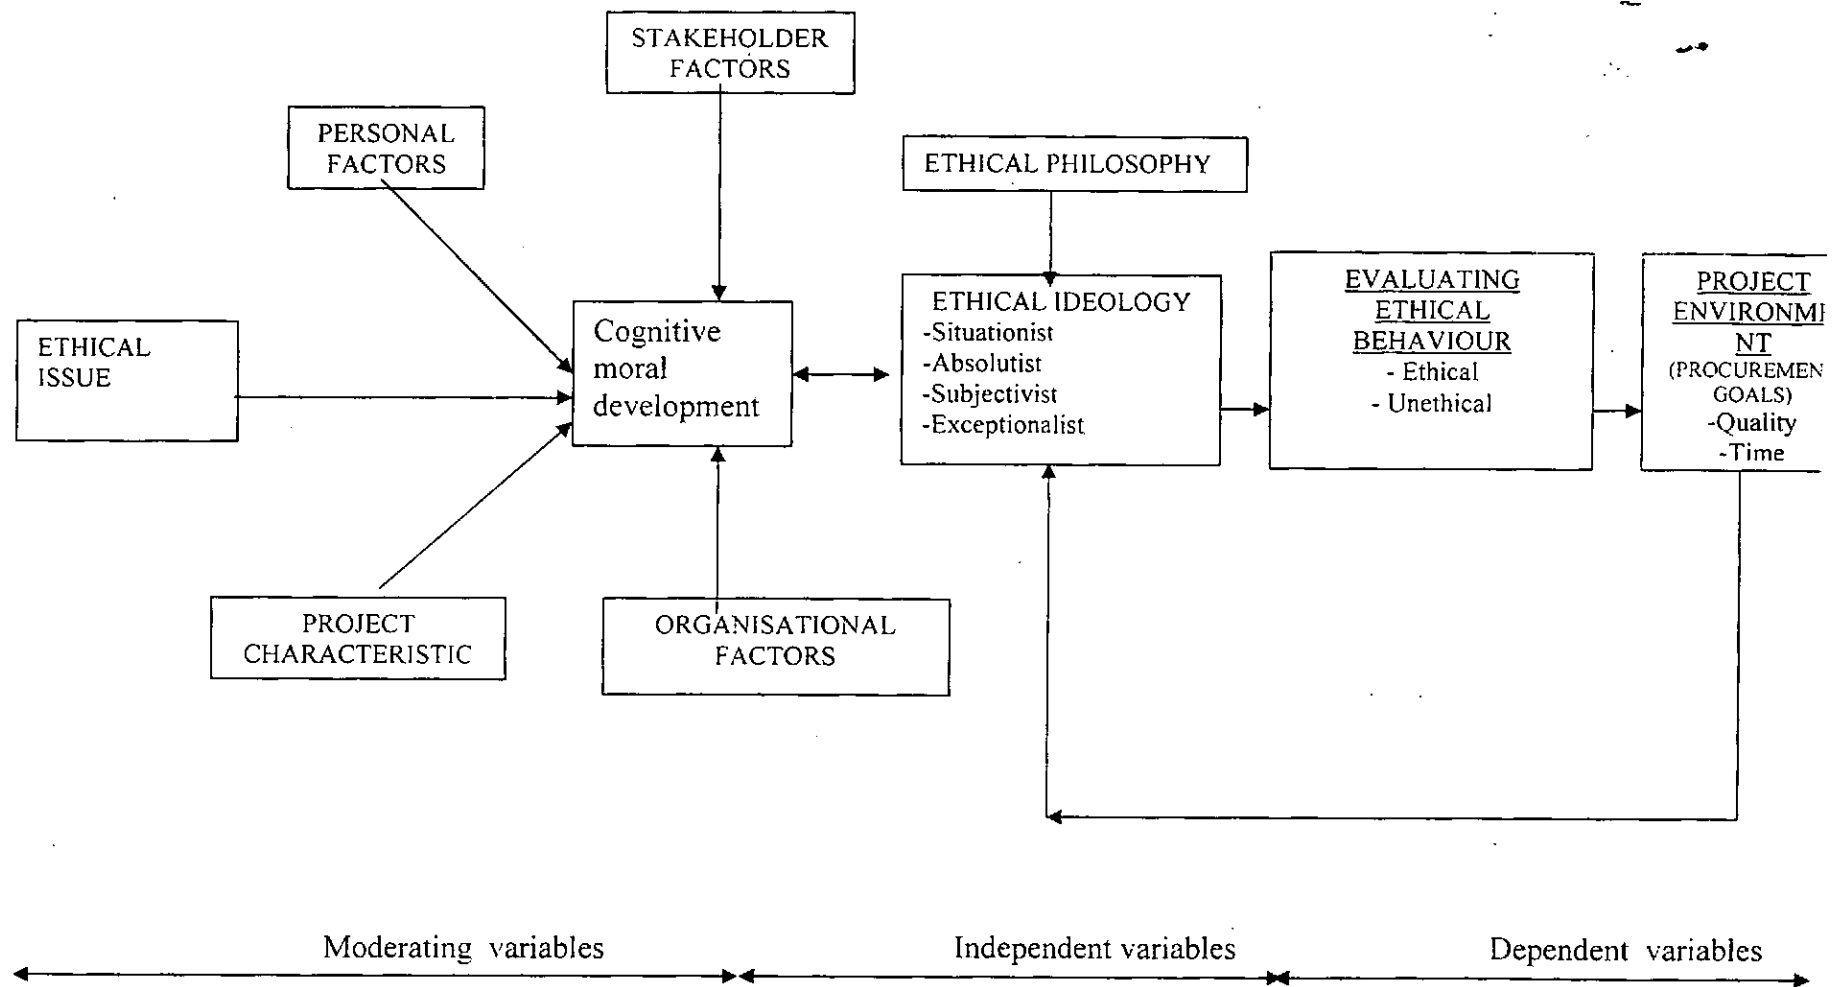 STAKEHOLDER
FACTORS
PERSONAL
FACTORS
ETHICAL PHILOSOPHY
ETHICAL
ISSUE
Cognitive
moral
development
ETHICAL IDEOLOGY
-Situationist
-Absolutist
-Subjectivist
-Exceptionalist
EVALUATING
ETHICAL
BEHAVIOUR
- Ethical
- Unethical
PROJECT
ENVIRONME
NT
(PROCUREMEN
GOALS)
-Quality
-Time
PROJECT
CHARACTERISTIC
ORGANISATIONAL
FACTORS
Moderating variables
Independent variables
Dependent variables